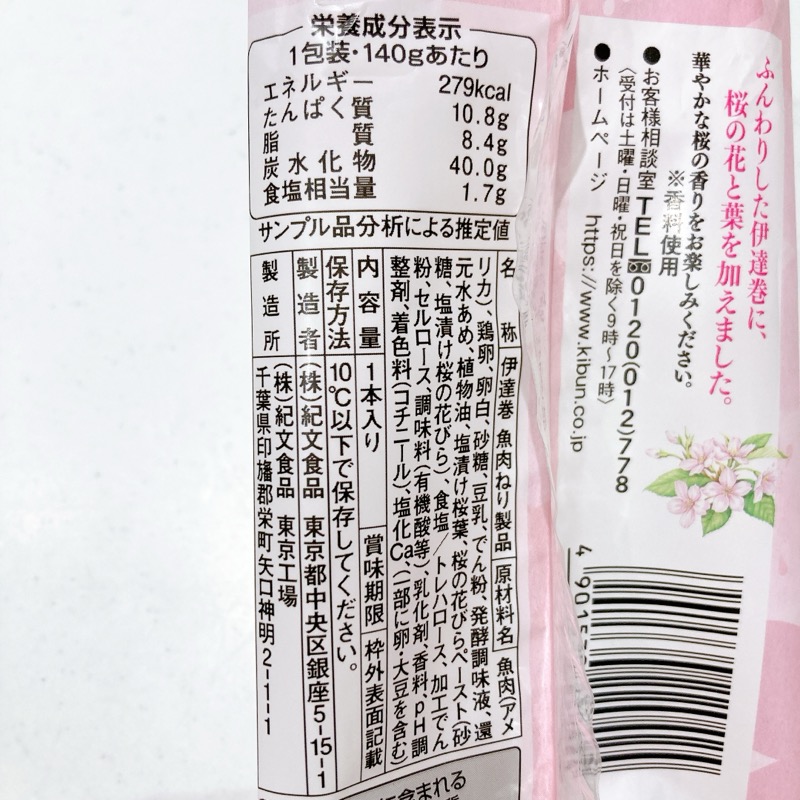 栄養成分表示
1包装・140gあたり
エネルギー 279kcal
たんぱく質 10.8g
脂質 8.4g
炭水化物 40.0g
食塩相当量 1.7g
サンプル品分析による推定値
名称 伊達巻 魚肉ねり製品 原材料名 魚肉(アメ
リカ)、鶏卵、卵白、砂糖、豆乳、でん粉、発酵調味液、還
元水あめ、植物油、塩漬け桜葉、桜の花びらペースト(砂
糖、塩漬け桜の花びら)、食塩/トレハロース、加工でん
粉、セルロース、調味料(有機酸等)、乳化剤、香料、pH調
整剤、着色料(コチニール)、塩化Ca、(一部に卵・大豆を含む)
内容量 1本入り 賞味期限 枠外表面記載
保存方法 10℃以下で保存してください。
製造者 (株)紀文食品 東京都中央区銀座5-15-1
製造所 (株)紀文食品 東京工場
千葉県印旛郡栄町矢口神明2-1-1
ふんわりした伊達巻に、
桜の花と葉を加えました。
華やかな桜の香りをお楽しみください。
※香料使用
●お客様相談室 TEL 0120(012)778
〈受付は土曜・日曜・祝日を除く9時〜17時〉
●ホームページ https://www.kibun.co.jp
4 9015
含まれる